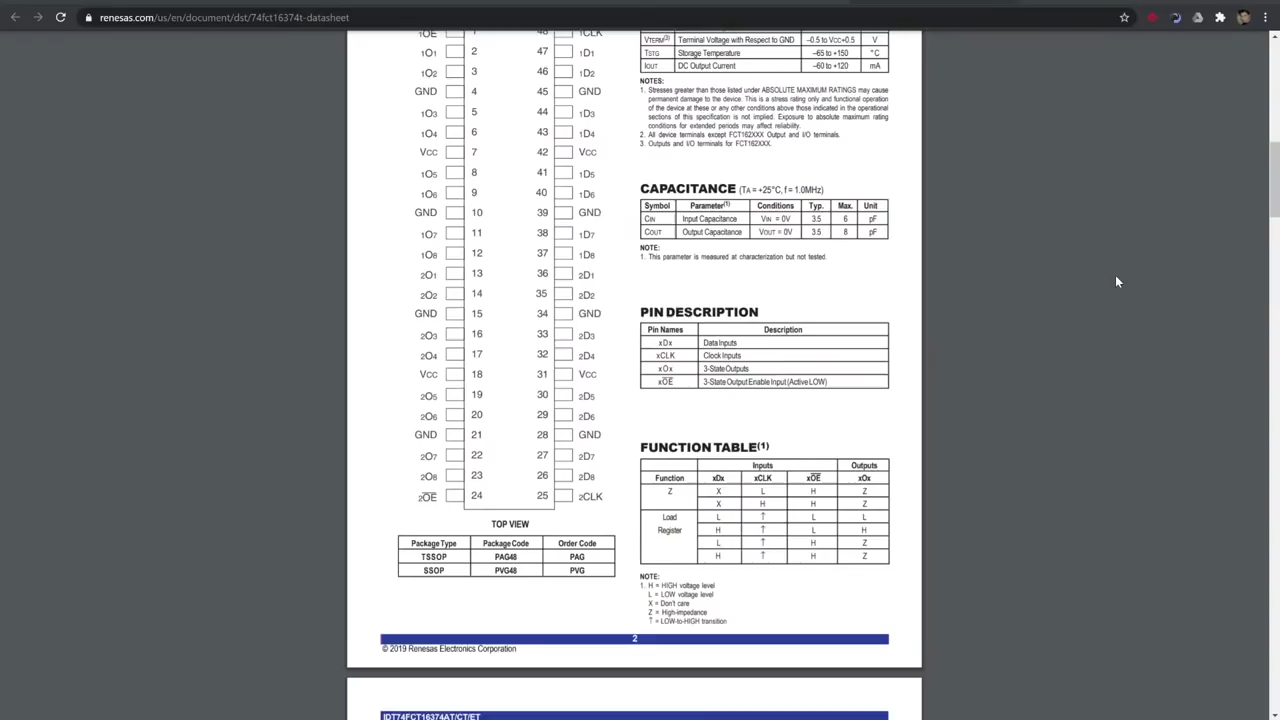 renesas.com/us/en/document/dst/74fct16374t-datasheet
1OE 1 48 1CLK
1O1 2 47 1D1
1O2 3 46 1D2
GND 4 45 GND
1O3 5 44 1D3
1O4 6 43 1D4
VCC 7 42 VCC
1O5 8 41 1D5
1O6 9 40 1D6
GND 10 39 GND
1O7 11 38 1D7
1O8 12 37 1D8
2O1 13 36 2D1
2O2 14 35 2D2
GND 15 34 GND
2O3 16 33 2D3
2O4 17 32 2D4
VCC 18 31 VCC
2O5 19 30 2D5
2O6 20 29 2D6
GND 21 28 GND
2O7 22 27 2D7
2O8 23 26 2D8
2OE 24 25 2CLK
TOP VIEW
Package Type Package Code Order Code
TSSOP PAG48 PAG
SSOP PVG48 PVG
VTERM(3) Terminal Voltage with Respect to GND –0.5 to VCC+0.5 V
TSTG Storage Temperature –65 to +150 °C
IOUT DC Output Current –60 to +120 mA
NOTES:
1. Stresses greater than those listed under ABSOLUTE MAXIMUM RATINGS may cause
permanent damage to the device. This is a stress rating only and functional operation
of the device at these or any other conditions above those indicated in the operational
sections of this specification is not implied. Exposure to absolute maximum rating
conditions for extended periods may affect reliability.
2. All device terminals except FCT162XXX Output and I/O terminals.
3. Outputs and I/O terminals for FCT162XXX.
CAPACITANCE (TA = +25°C, f = 1.0MHz)
Symbol Parameter(1) Conditions Typ. Max. Unit
CIN Input Capacitance VIN = 0V 3.5 6 pF
COUT Output Capacitance VOUT = 0V 3.5 8 pF
NOTE:
1. This parameter is measured at characterization but not tested.
PIN DESCRIPTION
Pin Names Description
xDx Data Inputs
xCLK Clock Inputs
xOx 3-State Outputs
xOE 3-State Output Enable Input (Active LOW)
FUNCTION TABLE(1)
Inputs Outputs
Function xDx xCLK xOE xOx
Z X L H Z
X H H Z
Load L ↑ L L
Register H ↑ L H
L ↑ H Z
H ↑ H Z
NOTE:
1. H = HIGH voltage level
L = LOW voltage level
X = Don't care
Z = High-impedance
↑ = LOW-to-HIGH transition
2
© 2019 Renesas Electronics Corporation
IDT74FCT16374AT/CT/ET